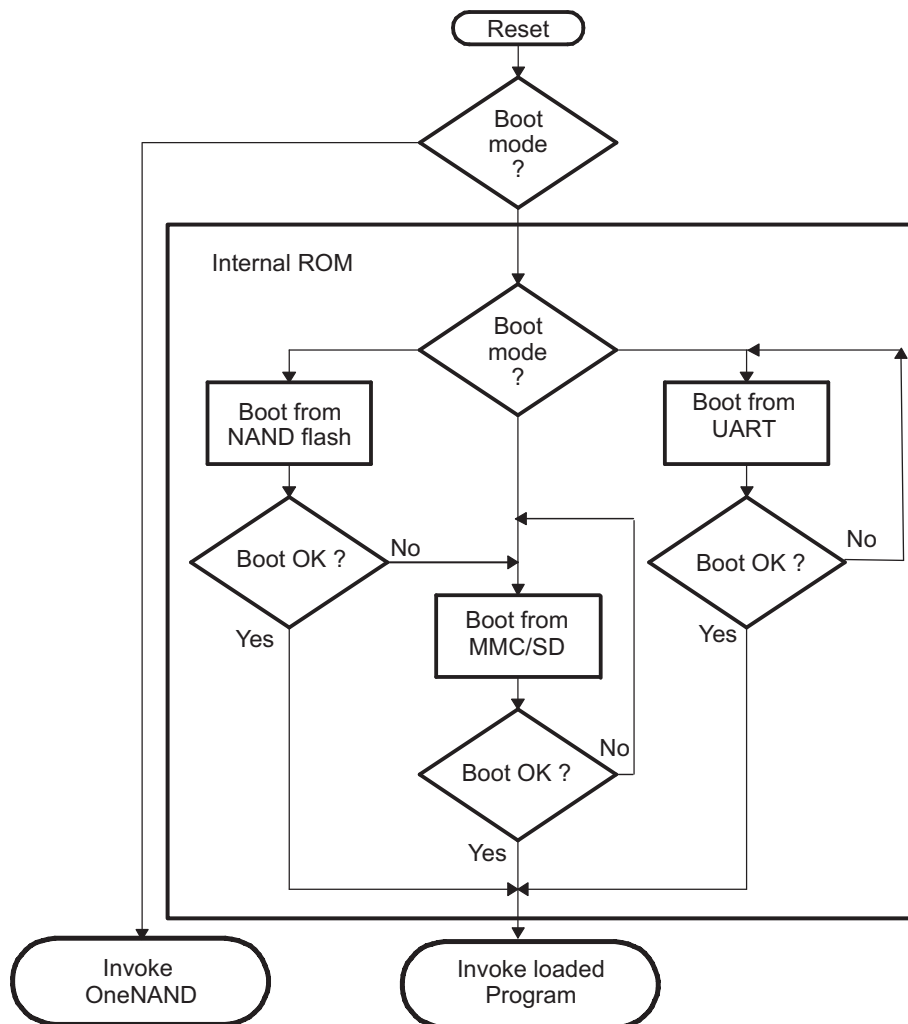 Reset
Boot
mode
?
Internal ROM
Boot
mode
?
Boot from
NAND flash
Boot from
UART
Boot OK ?
No
Yes
Boot from
MMC/SD
Boot OK ?
No
Yes
Boot OK ?
No
Yes
Invoke
OneNAND
Invoke loaded
Program